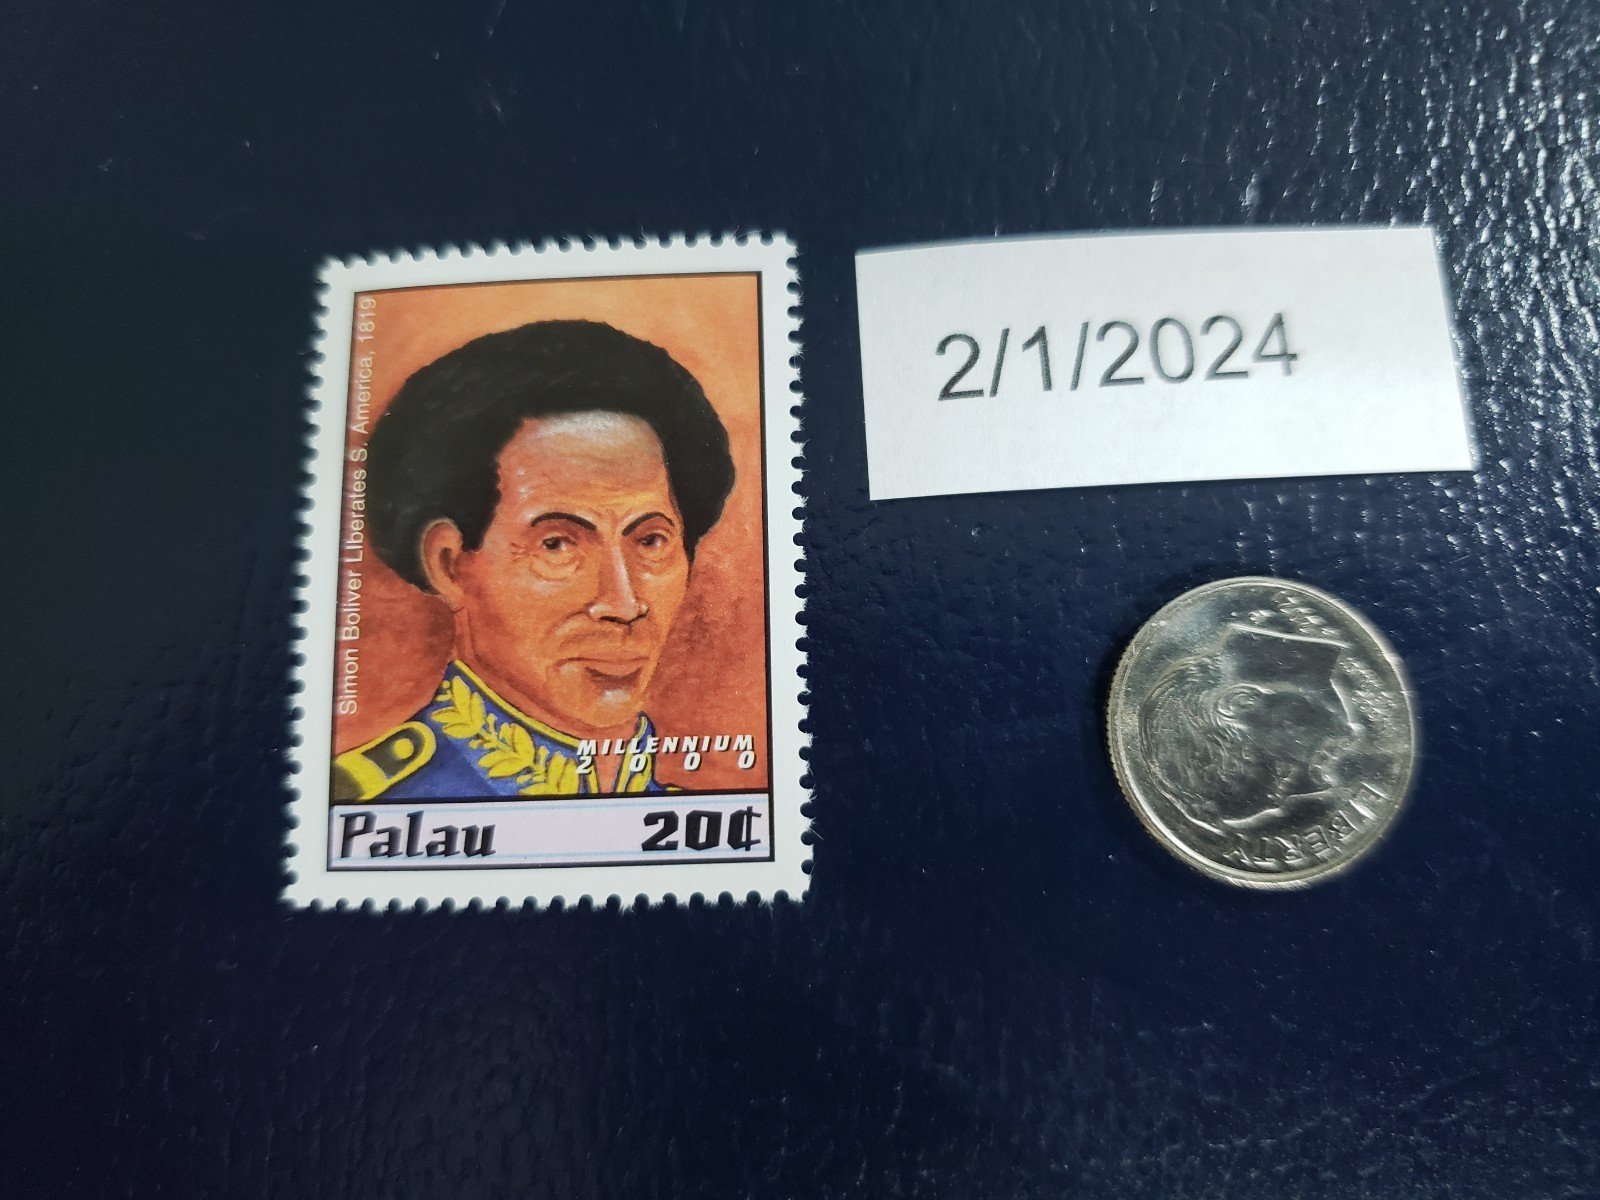 Simon Boliver Liberates S. America, 1819
MILLENNIUM
2000
Palau 20¢
2/1/2024
LIBERTY